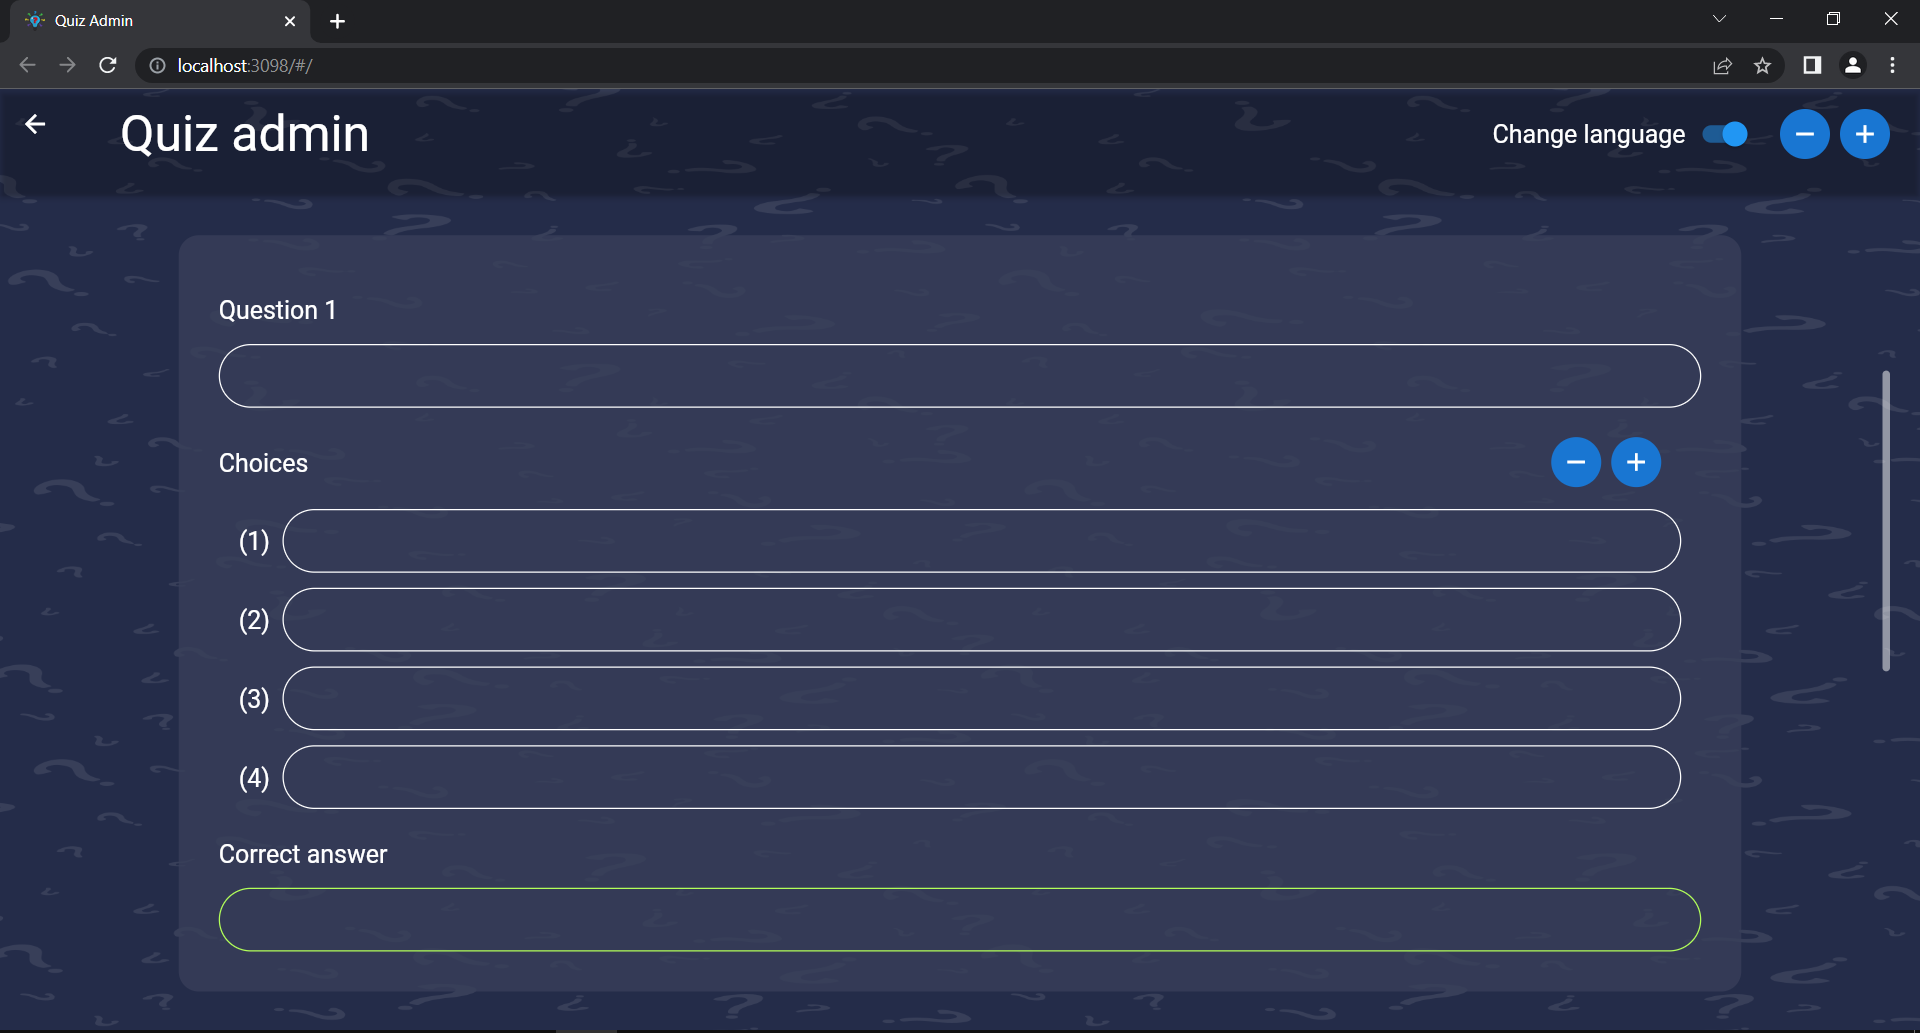 Quiz Admin
localhost:3098/#/
Quiz admin
Change language
Question 1
Choices
(1)
(2)
(3)
(4)
Correct answer